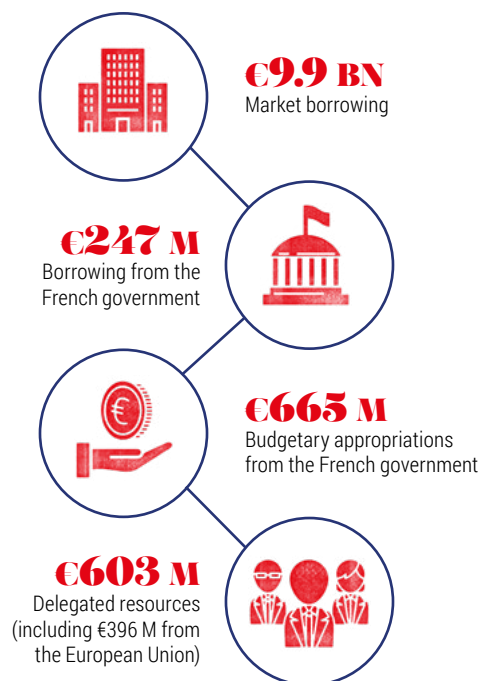 €9.9 BN
Market borrowing
€247 M
Borrowing from the
French government
€
€665 M
Budgetary appropriations
from the French government
€603 M
Delegated resources
(including €396 M from
the European Union)